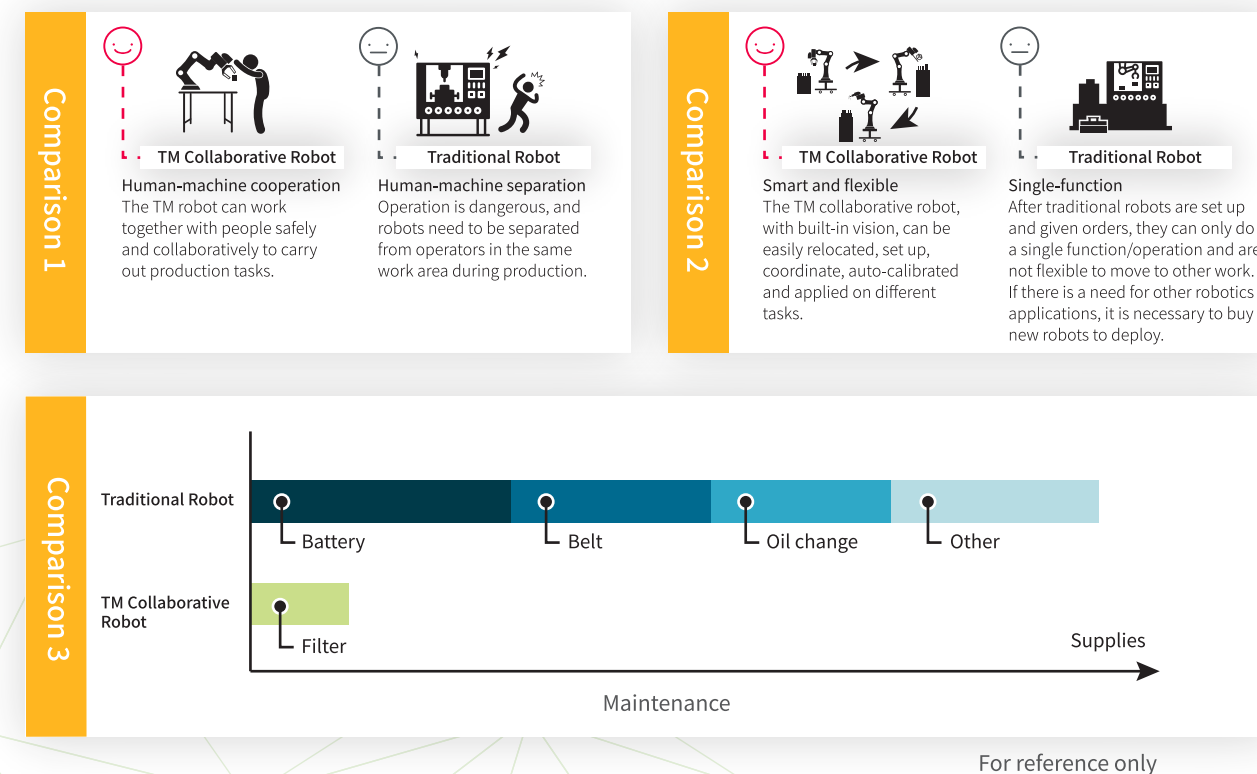 Comparison 1
TM Collaborative Robot
Human-machine cooperation
The TM robot can work
together with people safely
and collaboratively to carry
out production tasks.
Traditional Robot
Human-machine separation
Operation is dangerous, and
robots need to be separated
from operators in the same
work area during production.
Comparison 2
TM Collaborative Robot
Smart and flexible
The TM collaborative robot,
with built-in vision, can be
easily relocated, set up,
coordinate, auto-calibrated
and applied on different
tasks.
Traditional Robot
Single-function
After traditional robots are set up
and given orders, they can only do
a single function/operation and are
not flexible to move to other work.
If there is a need for other robotics
applications, it is necessary to buy
new robots to deploy.
Comparison 3
Traditional Robot
Battery
Belt
Oil change
Other
TM Collaborative
Robot
Filter
Supplies
Maintenance
For reference only